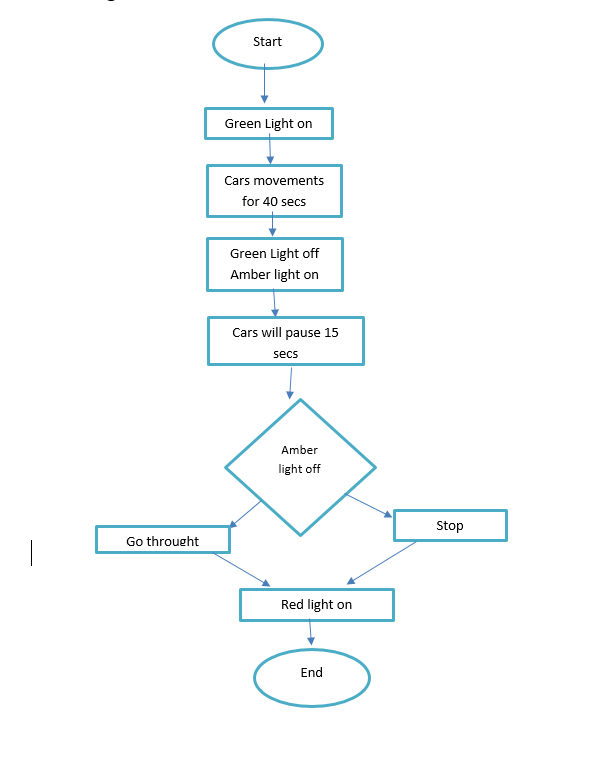 Start
Green Light on
Cars movements
for 40 secs
Green Light off
Amber light on
Cars will pause 15
secs
Amber
light off
Go throught
Stop
Red light on
End